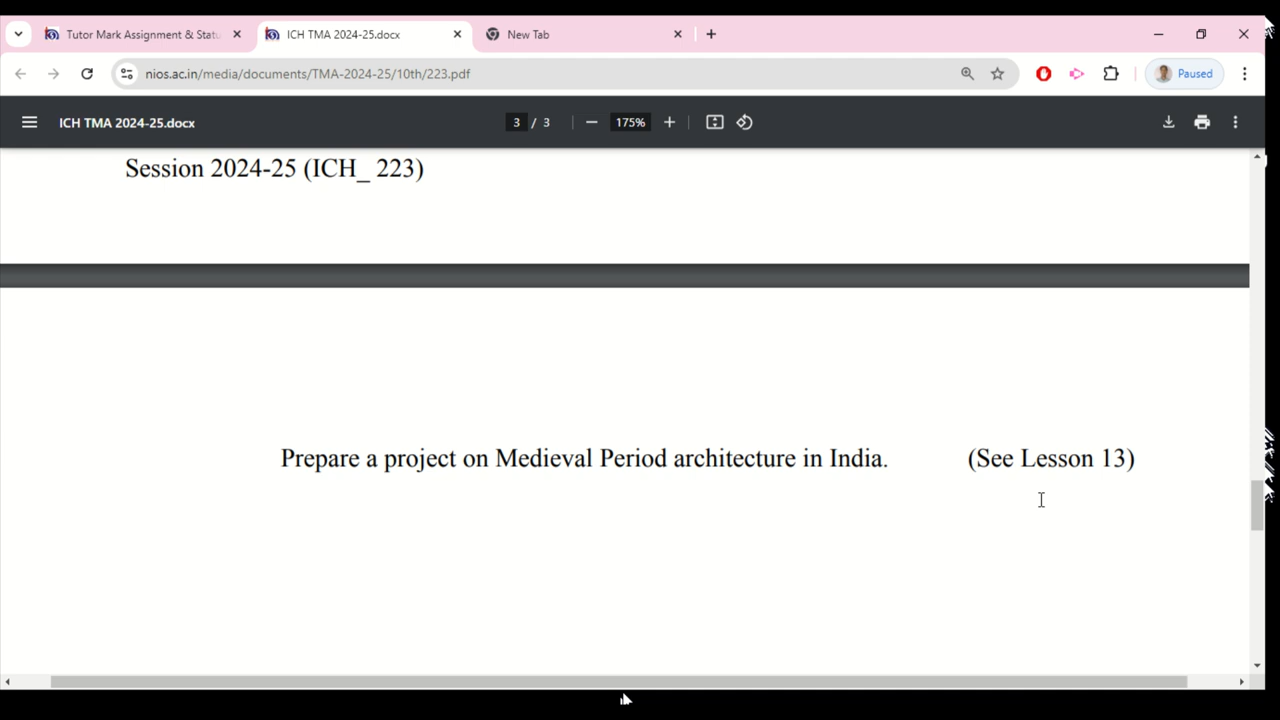 Tutor Mark Assignment & Statu
ICH TMA 2024-25.docx
New Tab
nios.ac.in/media/documents/TMA-2024-25/10th/223.pdf
Paused
ICH TMA 2024-25.docx
3 / 3
175%
Session 2024-25 (ICH_ 223)
Prepare a project on Medieval Period architecture in India. (See Lesson 13)